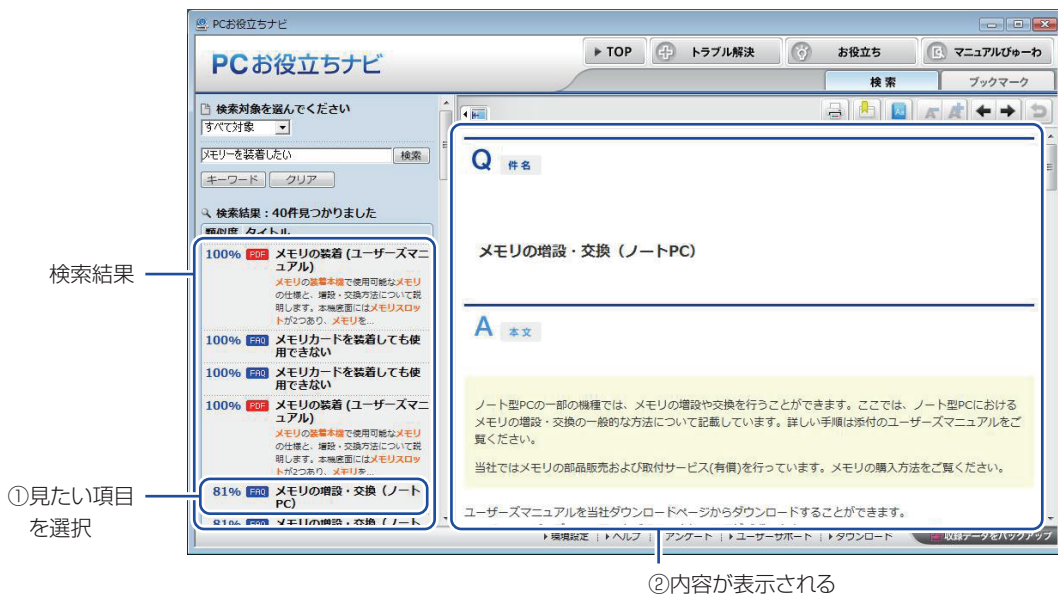 PCお役立ちナビ
PCお役立ちナビ
TOP
トラブル解決
お役立ち
マニュアルびゅーわ
検索
ブックマーク
検索対象を選んでください
すべて対象
メモリーを装着したい
検索
キーワード
クリア
検索結果：40件見つかりました
類似度 タイトル
100% PDF メモリの装着 (ユーザーズマニ
ュアル)
メモリの装着本機で使用可能なメモリ
の仕様と、増設・交換方法について説
明します。本機底面にはメモリスロッ
トが2つあり、メモリを...
100% FAQ メモリカードを装着しても使
用できない
100% FAQ メモリカードを装着しても使
用できない
100% PDF メモリの装着 (ユーザーズマニ
ュアル)
メモリの装着本機で使用可能なメモリ
の仕様と、増設・交換方法について説
明します。本機底面にはメモリスロッ
トが2つあり、メモリを...
81% FAQ メモリの増設・交換（ノート
PC）
81% FAQ メモリの増設・交換（ノート
Q 件名
メモリの増設・交換（ノートPC）
A 本文
ノート型PCの一部の機種では、メモリの増設や交換を行うことができます。ここでは、ノート型PCにおける
メモリの増設・交換の一般的な方法について記載しています。詳しい手順は添付のユーザーズマニュアルをご
覧ください。
当社ではメモリの部品販売および取付サービス(有償)を行っています。メモリの購入方法をご覧ください。
ユーザーズマニュアルを当社ダウンロードページからダウンロードすることができます。
環境設定
ヘルプ
アンケート
ユーザーサポート
ダウンロード
収録データをバックアップ
検索結果
①見たい項目
を選択
②内容が表示される